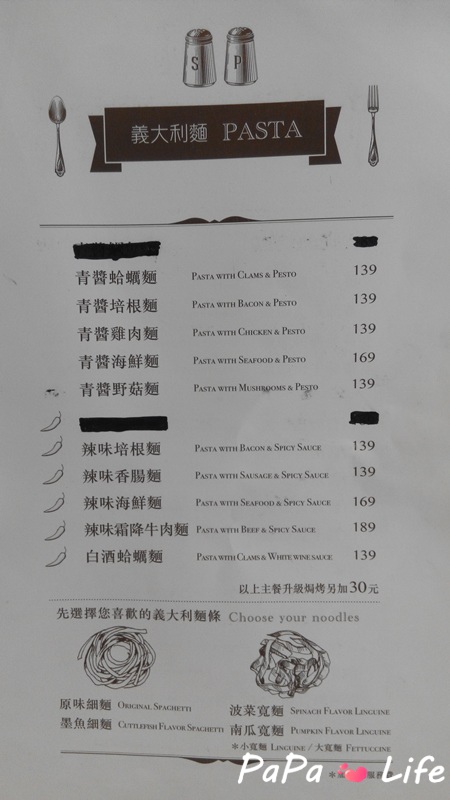 S P
義大利麵 PASTA
青醬蛤蠣麵 PASTA WITH CLAMS & PESTO 139
青醬培根麵 PASTA WITH BACON & PESTO 139
青醬雞肉麵 PASTA WITH CHICKEN & PESTO 139
青醬海鮮麵 PASTA WITH SEAFOOD & PESTO 169
青醬野菇麵 PASTA WITH MUSHROOMS & PESTO 139
辣味培根麵 PASTA WITH BACON & SPICY SAUCE 139
辣味香腸麵 PASTA WITH SAUSAGE & SPICY SAUCE 139
辣味海鮮麵 PASTA WITH SEAFOOD & SPICY SAUCE 169
辣味霜降牛肉麵 PASTA WITH BEEF & SPICY SAUCE 189
白酒蛤蠣麵 PASTA WITH CLAMS & WHITE WINE SAUCE 139
以上主餐升級焗烤另加30元
先選擇您喜歡的義大利麵條 Choose your noodles
原味細麵 ORIGINAL SPAGHETTI 菠菜寬麵 SPINACH FLAVOR LINGUINE
墨魚細麵 CUTTLEFISH FLAVOR SPAGHETTI 南瓜寬麵 PUMPKIN FLAVOR LINGUINE
＊小寬麵 LINGUINE / 大寬麵 FETTUCCINE
PaPa Life